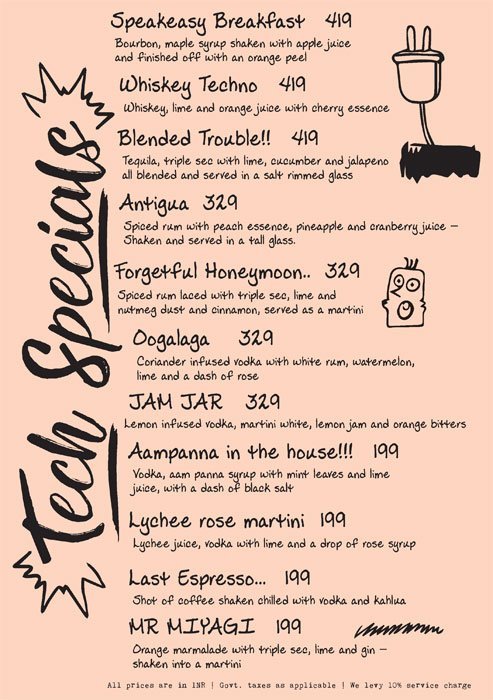 Tech Specials
Speakeasy Breakfast 419
Bourbon, maple syrup shaken with apple juice
and finished off with an orange peel
Whiskey Techno 419
Whiskey, lime and orange juice with cherry essence
Blended Trouble!! 419
Tequila, triple sec with lime, cucumber and jalapeno
all blended and served in a salt rimmed glass
Antigua 329
Spiced rum with peach essence, pineapple and cranberry juice –
Shaken and served in a tall glass.
Forgetful Honeymoon.. 329
Spiced rum laced with triple sec, lime and
nutmeg dust and cinnamon, served as a martini
Oogalaga 329
Coriander infused vodka with white rum, watermelon,
lime and a dash of rose
JAM JAR 329
Lemon infused vodka, martini white, lemon jam and orange bitters
Aampanna in the house!!! 199
Vodka, aam panna syrup with mint leaves and lime
juice, with a dash of black salt
Lychee rose martini 199
Lychee juice, vodka with lime and a drop of rose syrup
Last Espresso... 199
Shot of coffee shaken chilled with vodka and kahlua
MR MIYAGI 199
Orange marmalade with triple sec, lime and gin –
shaken into a martini
All prices are in INR | Govt. taxes as applicable | We levy 10% service charge